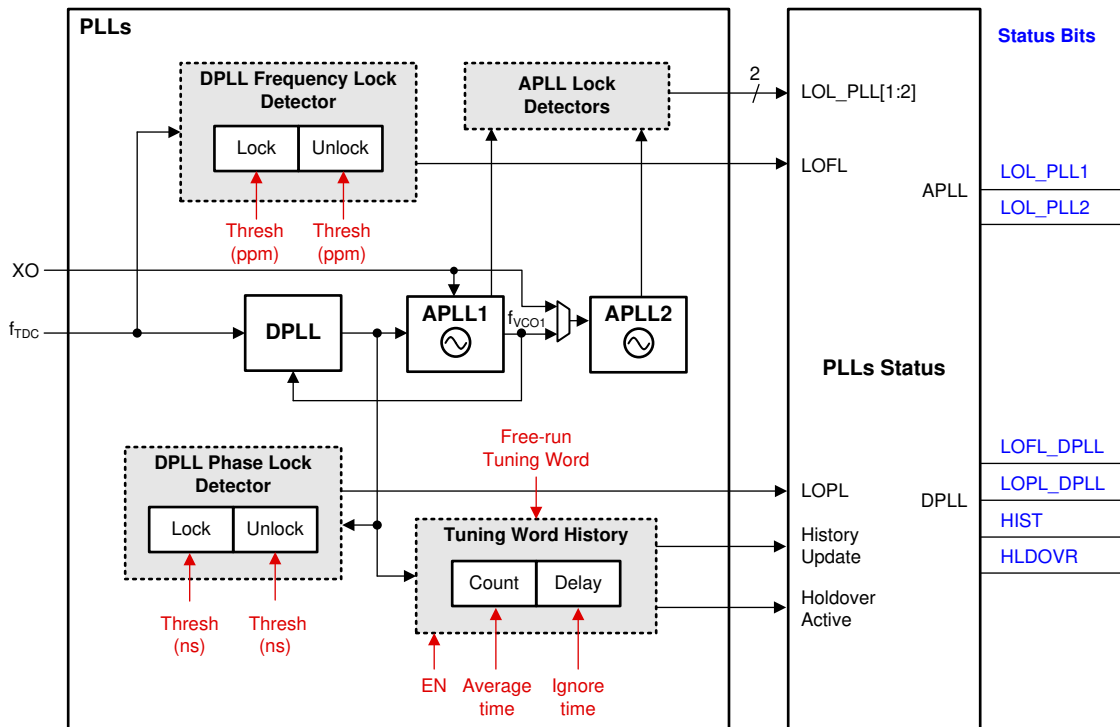 PLLs
Status Bits
DPLL Frequency Lock
Detector
Lock
Unlock
Thresh
(ppm)
Thresh
(ppm)
APLL Lock
Detectors
2
LOL_PLL[1:2]
LOFL
APLL
LOL_PLL1
LOL_PLL2
XO
fTDC
DPLL
APLL1
fVCO1
APLL2
PLLs Status
DPLL Phase Lock
Detector
Lock
Unlock
Thresh
(ns)
Thresh
(ns)
Free-run
Tuning Word
Tuning Word History
Count
Delay
EN
Average
time
Ignore
time
LOPL
History
Update
Holdover
Active
DPLL
LOFL_DPLL
LOPL_DPLL
HIST
HLDOVR